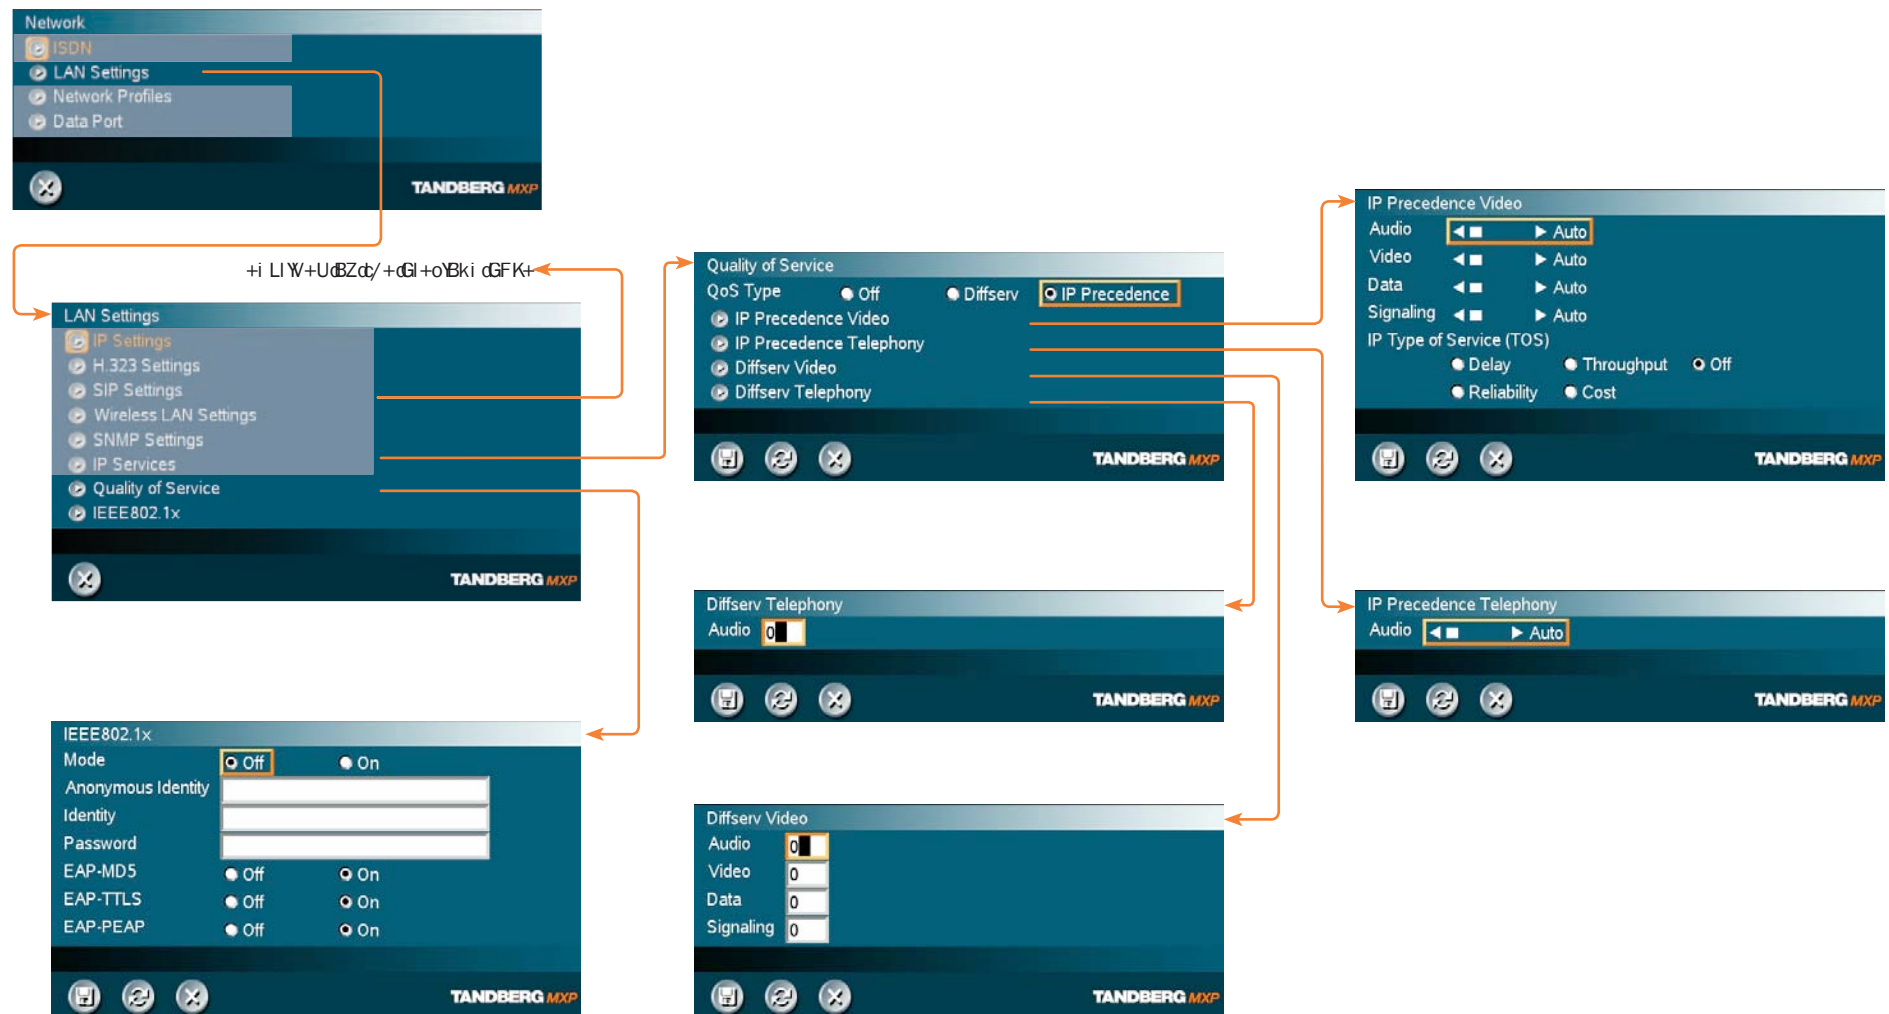 Network
ISDN
LAN Settings
Network Profiles
Data Port
TANDBERG MXP
+i LIW+UdBZdc/+dGI+oYBki dGFK+
LAN Settings
IP Settings
H.323 Settings
SIP Settings
Wireless LAN Settings
SNMP Settings
IP Services
Quality of Service
IEEE802.1x
TANDBERG MXP
IEEE802.1x
Mode Off On
Anonymous Identity
Identity
Password
EAP-MD5 Off On
EAP-TTLS Off On
EAP-PEAP Off On
TANDBERG MXP
Quality of Service
QoS Type Off Diffserv IP Precedence
IP Precedence Video
IP Precedence Telephony
Diffserv Video
Diffserv Telephony
TANDBERG MXP
Diffserv Telephony
Audio 0
TANDBERG MXP
Diffserv Video
Audio 0
Video 0
Data 0
Signaling 0
TANDBERG MXP
IP Precedence Video
Audio Auto
Video Auto
Data Auto
Signaling Auto
IP Type of Service (TOS)
Delay Throughput Off
Reliability Cost
TANDBERG MXP
IP Precedence Telephony
Audio Auto
TANDBERG MXP